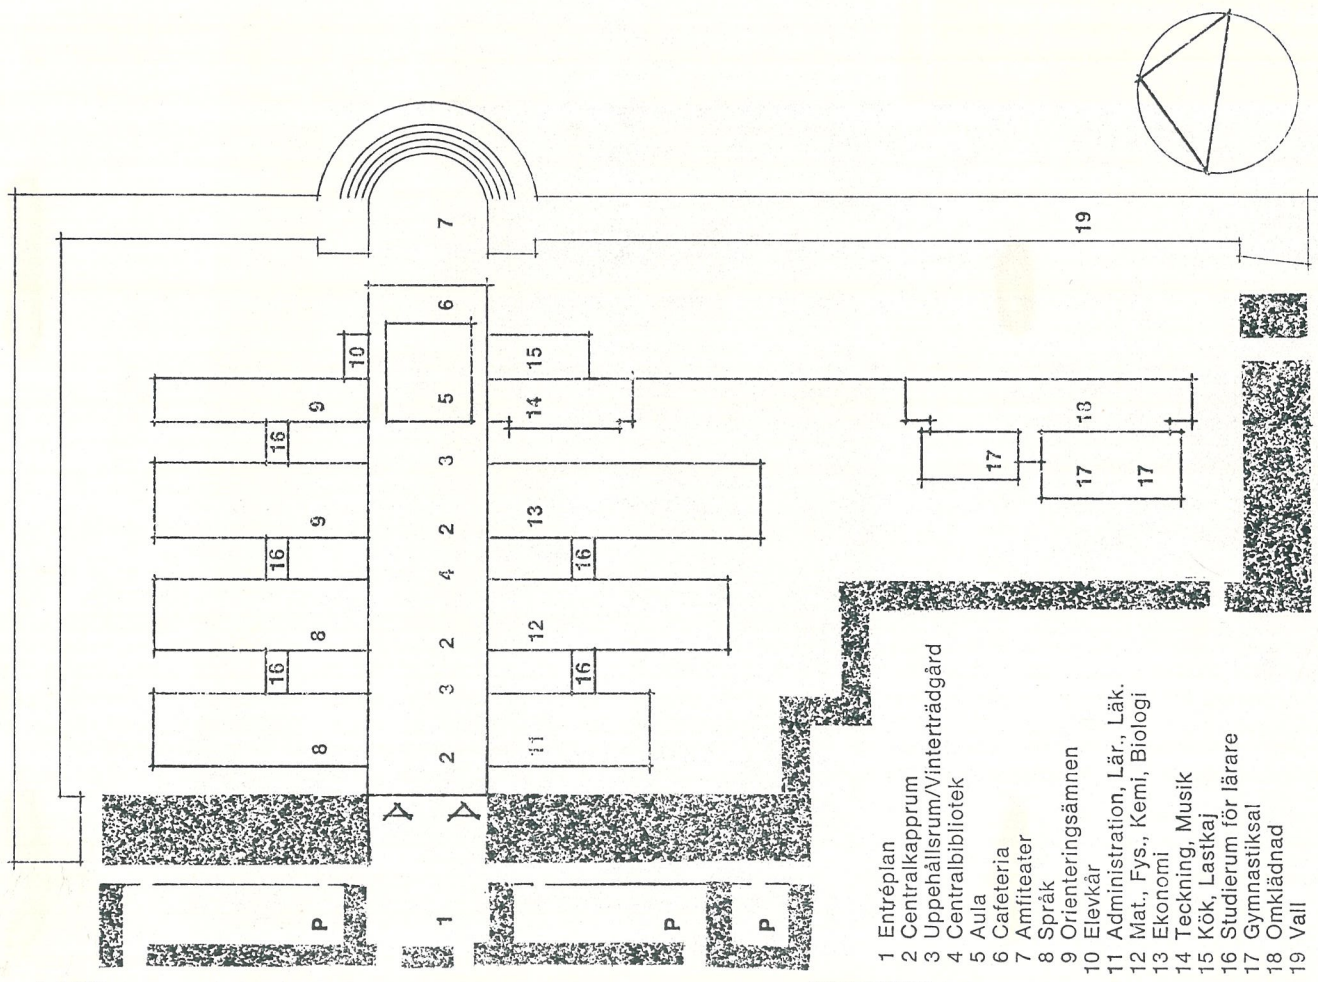 1 Entréplan
2 Centralkapprum
3 Uppehållsrum/Vinterträdgård
4 Centralbibliotek
5 Aula
6 Cafeteria
7 Amfiteater
8 Språk
9 Orienteringsämnen
10 Elevkår
11 Administration, Lär., Läk.
12 Mat., Fys., Kemi, Biologi
13 Ekonomi
14 Teckning, Musik
15 Kök, Lastkaj
16 Studierum för lärare
17 Gymnastiksal
18 Omklädnad
19 Vall
P
1
P
P
8
16
8
16
9
16
9
10
2
3
2
4
2
3
5
6
7
11
16
12
16
13
14
15
17
17
17
18
19